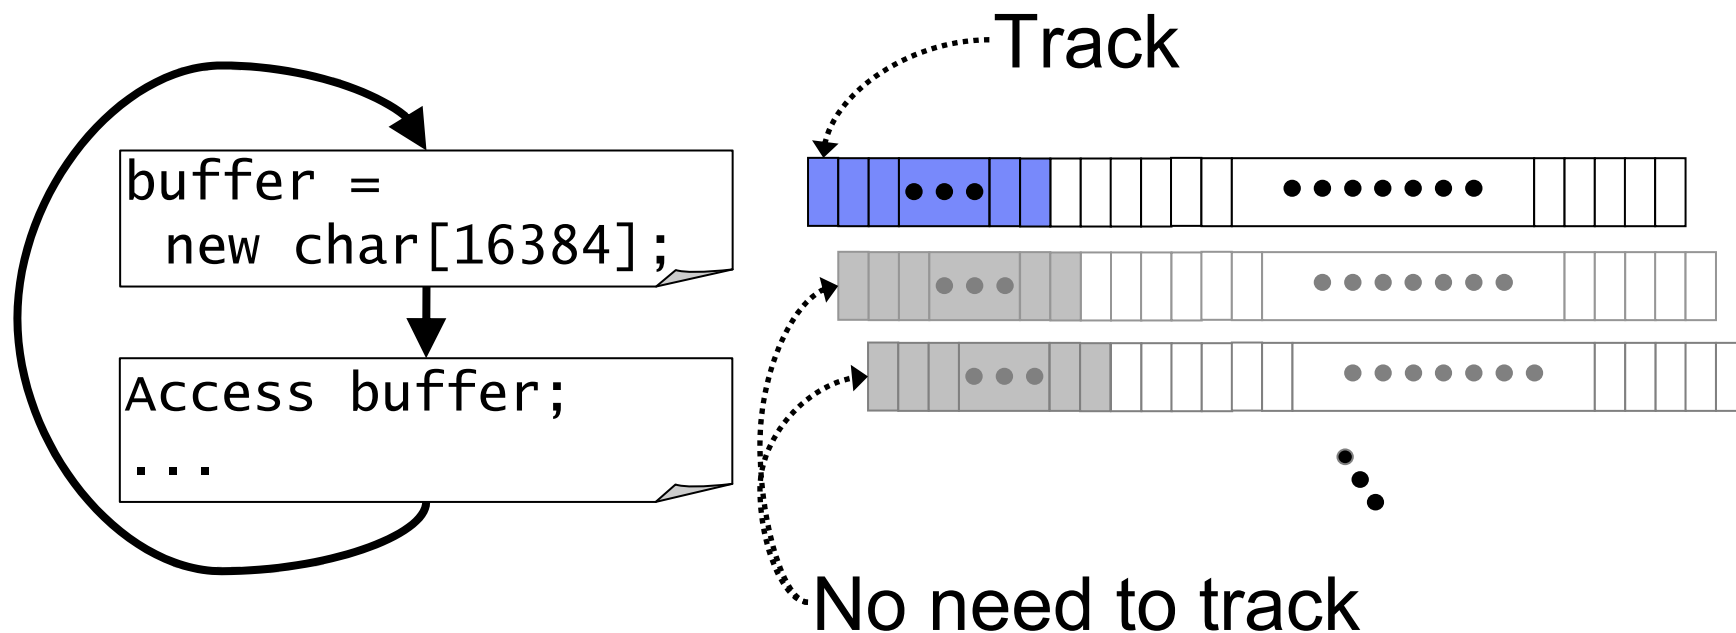 Track
buffer =
new char[16384];
Access buffer;
...
No need to track